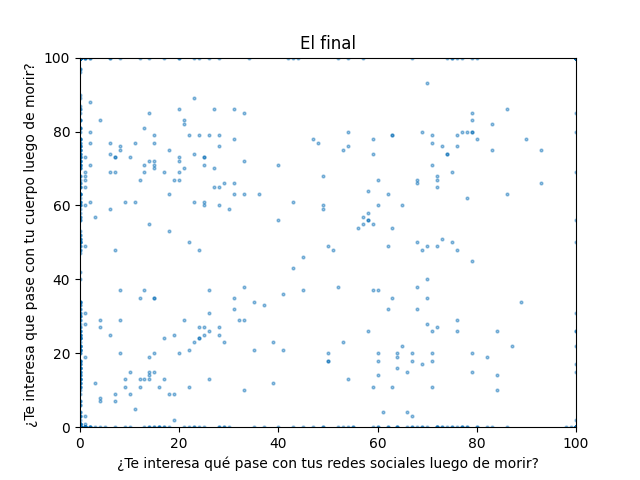 El final
¿Te interesa que pase con tu cuerpo luego de morir?
100
80
60
40
20
0
0 20 40 60 80 100
¿Te interesa qué pase con tus redes sociales luego de morir?